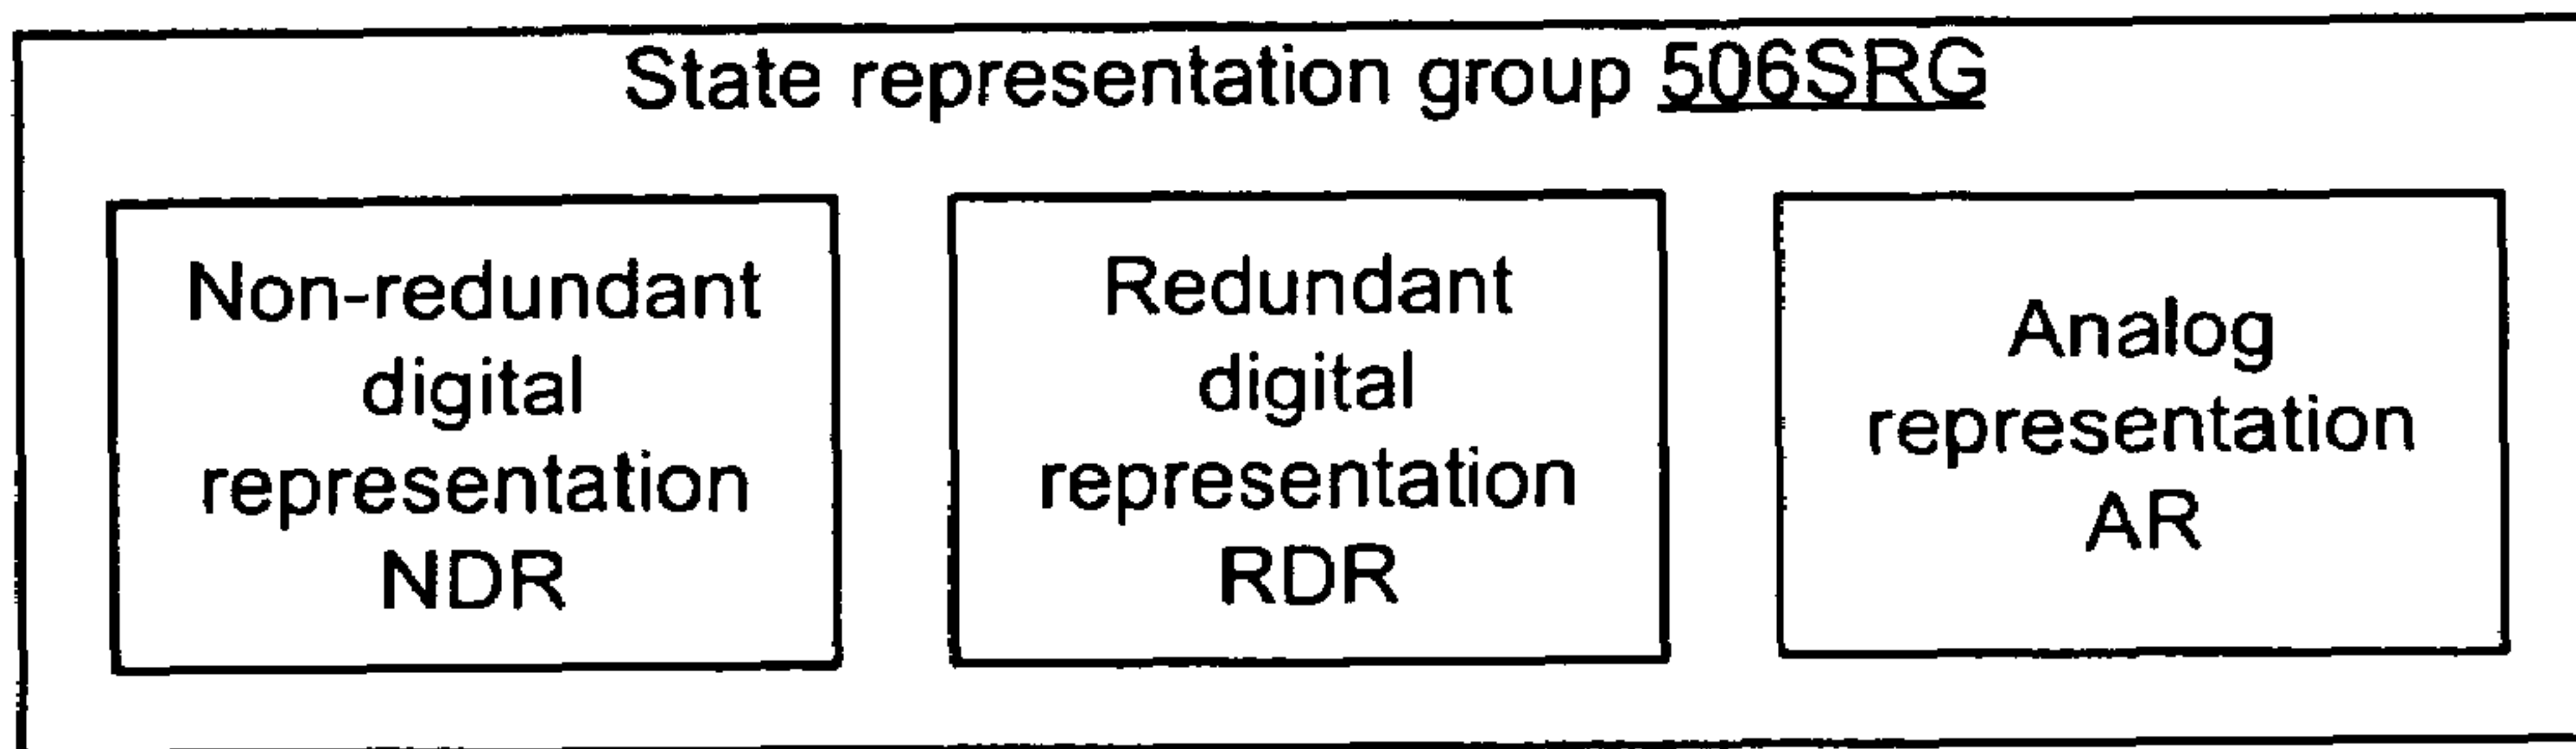 State representation group 506SRG
Non-redundant
digital
representation
NDR
Redundant
digital
representation
RDR
Analog
representation
AR